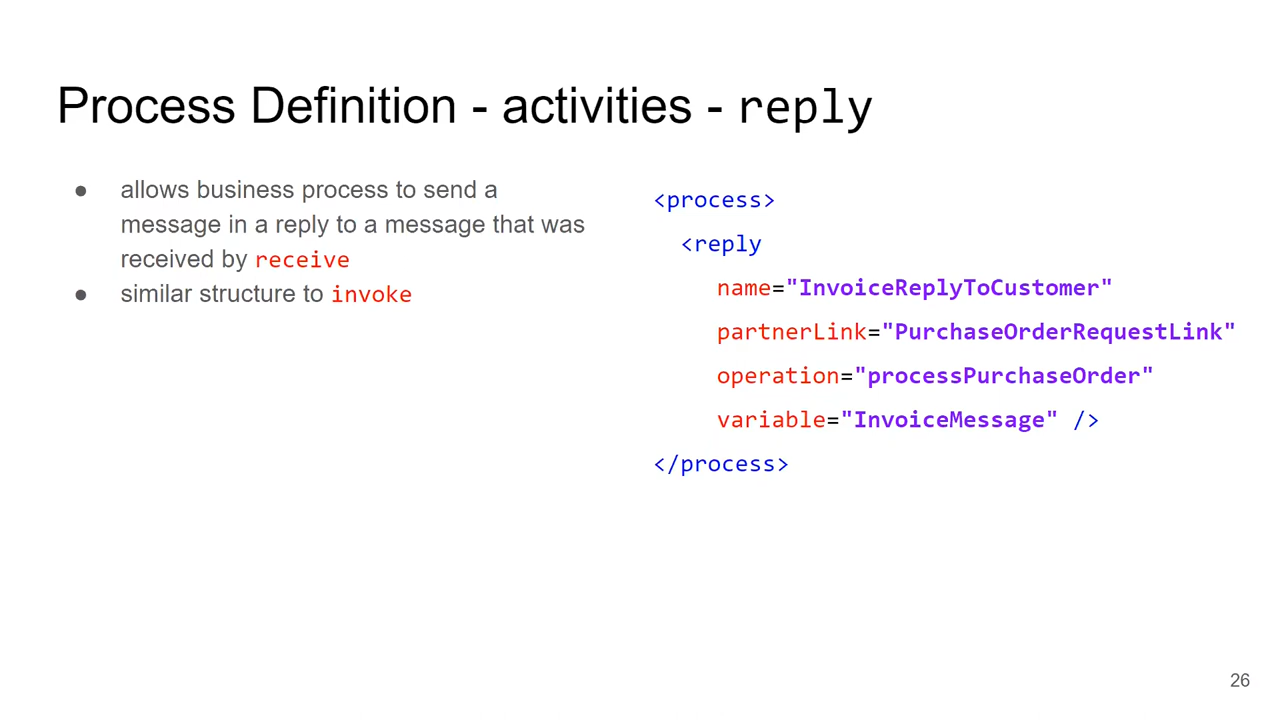 Process Definition - activities - reply
● allows business process to send a
message in a reply to a message that was
received by receive
● similar structure to invoke
<process>
<reply
name="InvoiceReplyToCustomer"
partnerLink="PurchaseOrderRequestLink"
operation="processPurchaseOrder"
variable="InvoiceMessage" />
</process>
26